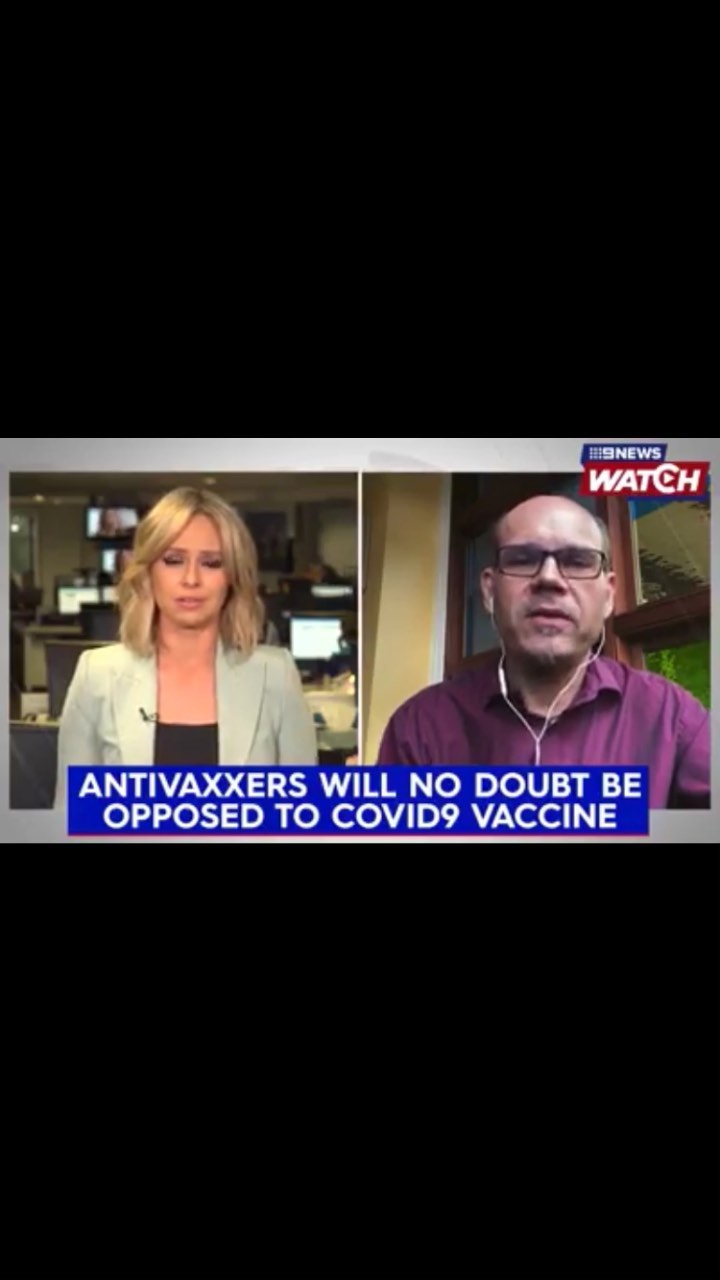 9NEWS
WATCH
ANTIVAXXERS WILL NO DOUBT BE
OPPOSED TO COVID9 VACCINE